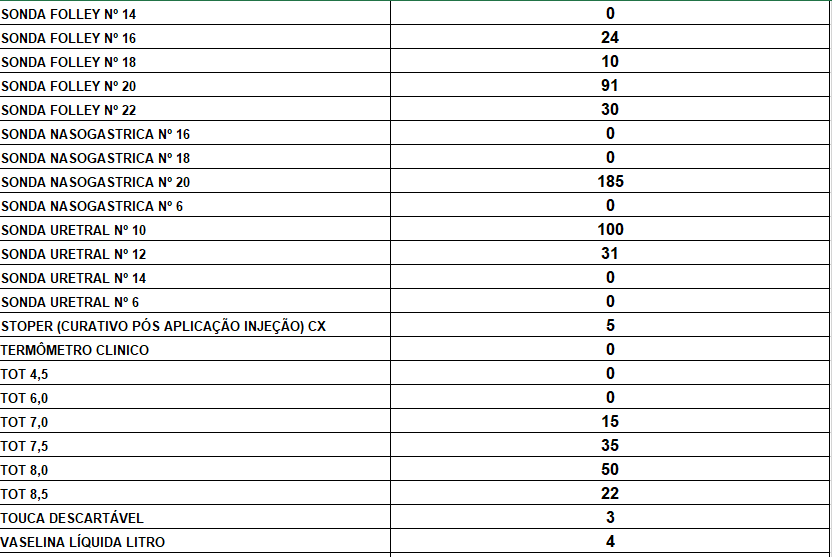 SONDA FOLLEY Nº 14 0
SONDA FOLLEY Nº 16 24
SONDA FOLLEY Nº 18 10
SONDA FOLLEY Nº 20 91
SONDA FOLLEY Nº 22 30
SONDA NASOGASTRICA Nº 16 0
SONDA NASOGASTRICA Nº 18 0
SONDA NASOGASTRICA Nº 20 185
SONDA NASOGASTRICA Nº 6 0
SONDA URETRAL Nº 10 100
SONDA URETRAL Nº 12 31
SONDA URETRAL Nº 14 0
SONDA URETRAL Nº 6 0
STOPER (CURATIVO PÓS APLICAÇÃO INJEÇÃO) CX 5
TERMÔMETRO CLINICO 0
TOT 4,5 0
TOT 6,0 0
TOT 7,0 15
TOT 7,5 35
TOT 8,0 50
TOT 8,5 22
TOUCA DESCARTÁVEL 3
VASELINA LÍQUIDA LITRO 4